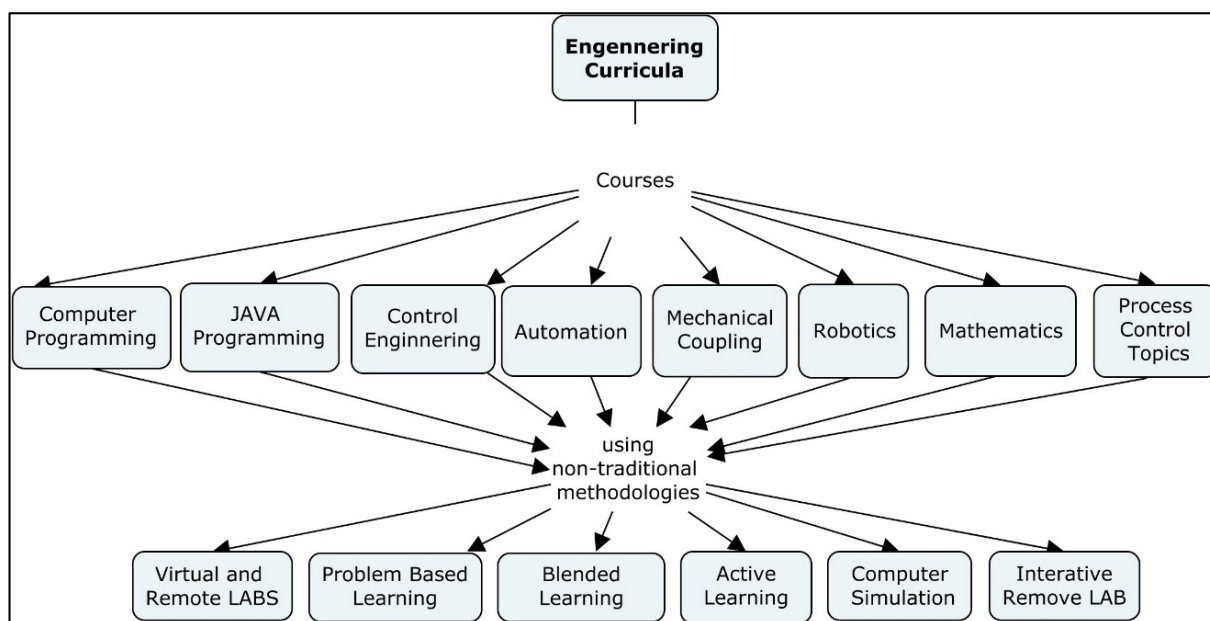 Engennering
Curricula
Courses
Computer
Programming
JAVA
Programming
Control
Enginnering
Automation
Mechanical
Coupling
Robotics
Mathematics
Process
Control
Topics
using
non-traditional
methodologies
Virtual and
Remote LABS
Problem Based
Learning
Blended
Learning
Active
Learning
Computer
Simulation
Interative
Remove LAB